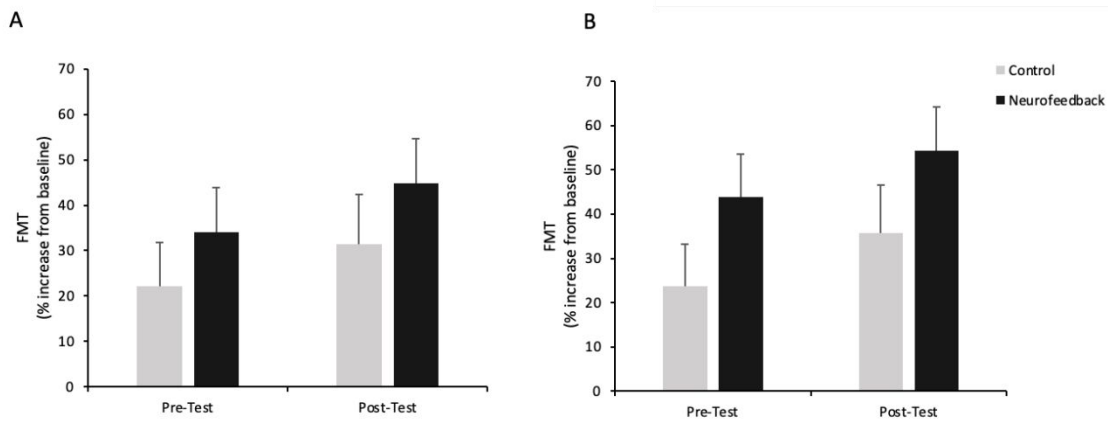 A
70
60
50
40
30
20
10
0
FMT
(% increase from baseline)
Pre-Test
Post-Test
B
70
60
50
40
30
20
10
0
FMT
(% increase from baseline)
Pre-Test
Post-Test
Control
Neurofeedback